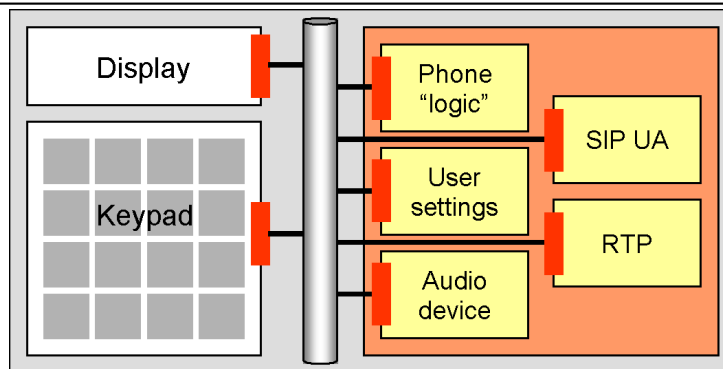 Display
Keypad
Phone
“logic”
SIP UA
User
settings
RTP
Audio
device